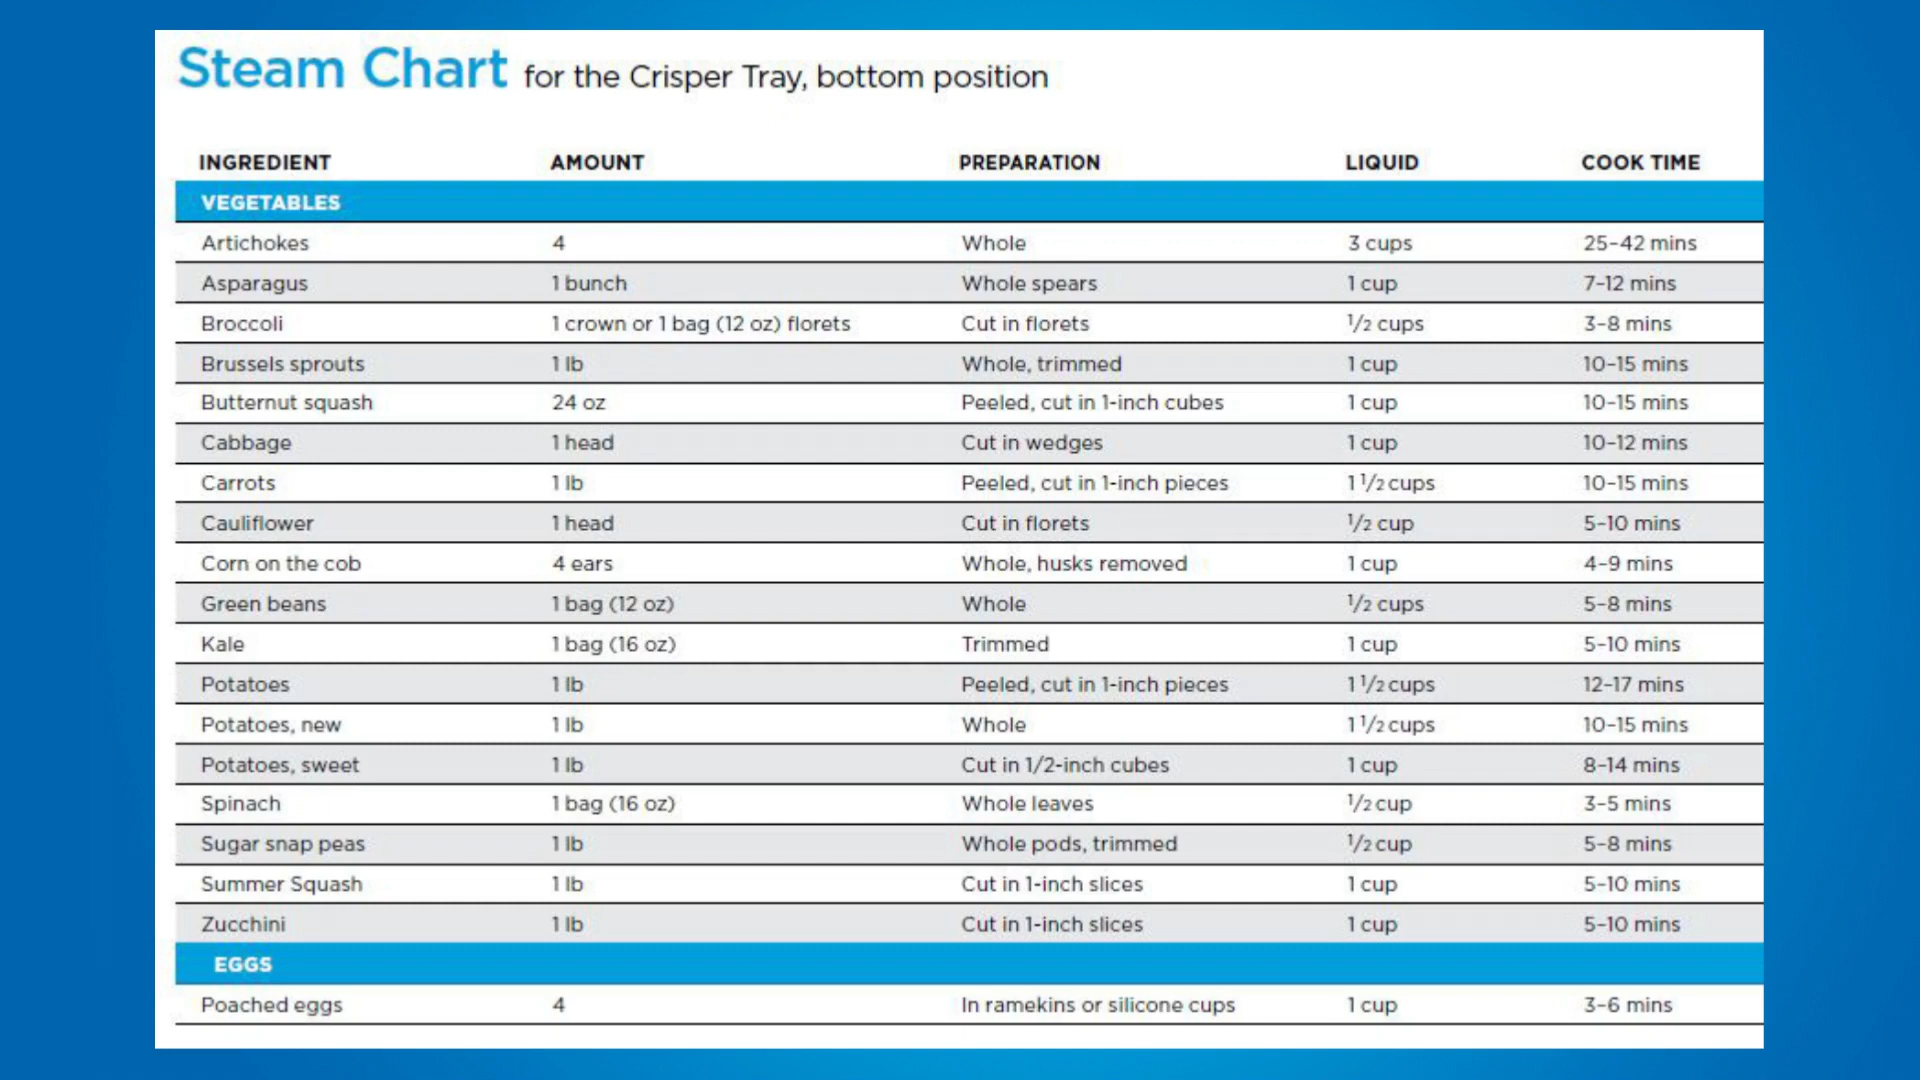 Steam Chart for the Crisper Tray, bottom position
INGREDIENT AMOUNT PREPARATION LIQUID COOK TIME
VEGETABLES
Artichokes 4 Whole 3 cups 25–42 mins
Asparagus 1 bunch Whole spears 1 cup 7–12 mins
Broccoli 1 crown or 1 bag (12 oz) florets Cut in florets 1/2 cups 3–8 mins
Brussels sprouts 1 lb Whole, trimmed 1 cup 10–15 mins
Butternut squash 24 oz Peeled, cut in 1-inch cubes 1 cup 10–15 mins
Cabbage 1 head Cut in wedges 1 cup 10–12 mins
Carrots 1 lb Peeled, cut in 1-inch pieces 1 1/2 cups 10–15 mins
Cauliflower 1 head Cut in florets 1/2 cup 5–10 mins
Corn on the cob 4 ears Whole, husks removed 1 cup 4–9 mins
Green beans 1 bag (12 oz) Whole 1/2 cups 5–8 mins
Kale 1 bag (16 oz) Trimmed 1 cup 5–10 mins
Potatoes 1 lb Peeled, cut in 1-inch pieces 1 1/2 cups 12–17 mins
Potatoes, new 1 lb Whole 1 1/2 cups 10–15 mins
Potatoes, sweet 1 lb Cut in 1/2-inch cubes 1 cup 8–14 mins
Spinach 1 bag (16 oz) Whole leaves 1/2 cup 3–5 mins
Sugar snap peas 1 lb Whole pods, trimmed 1/2 cup 5–8 mins
Summer Squash 1 lb Cut in 1-inch slices 1 cup 5–10 mins
Zucchini 1 lb Cut in 1-inch slices 1 cup 5–10 mins
EGGS
Poached eggs 4 In ramekins or silicone cups 1 cup 3–6 mins